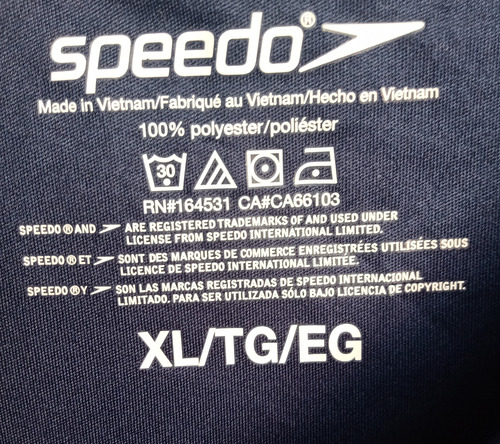 speedo®
Made in Vietnam/Fabriqué au Vietnam/Hecho en Vietnam
100% polyester/poliéster
30
RN#164531 CA#CA66103
SPEEDO ® AND ARE REGISTERED TRADEMARKS OF AND USED UNDER
LICENSE FROM SPEEDO INTERNATIONAL LIMITED.
SPEEDO ® ET SONT DES MARQUES DE COMMERCE ENREGISTRÉES UTILISÉES SOUS
LICENCE DE SPEEDO INTERNATIONAL LIMITÉE.
SPEEDO ® Y SON LAS MARCAS REGISTRADAS DE SPEEDO INTERNACIONAL
LIMITADO. PARA SER UTILIZADA SÓLO BAJO LICENCIA DE COPYRIGHT.
XL/TG/EG